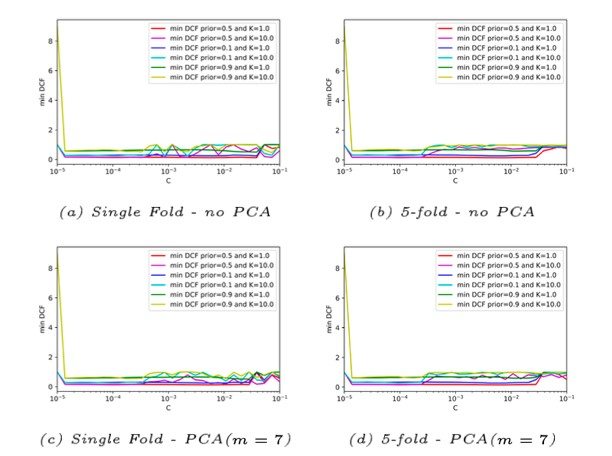 min DCF prior=0.5 and K=1.0
min DCF prior=0.5 and K=10.0
min DCF prior=0.1 and K=1.0
min DCF prior=0.1 and K=10.0
min DCF prior=0.9 and K=1.0
min DCF prior=0.9 and K=10.0
min DCF
8
6
4
2
0
10⁻⁵ 10⁻⁴ 10⁻³ 10⁻² 10⁻¹
C
(a) Single Fold - no PCA
min DCF prior=0.5 and K=1.0
min DCF prior=0.5 and K=10.0
min DCF prior=0.1 and K=1.0
min DCF prior=0.1 and K=10.0
min DCF prior=0.9 and K=1.0
min DCF prior=0.9 and K=10.0
min DCF
8
6
4
2
0
10⁻⁵ 10⁻⁴ 10⁻³ 10⁻² 10⁻¹
C
(b) 5-fold - no PCA
min DCF prior=0.5 and K=1.0
min DCF prior=0.5 and K=10.0
min DCF prior=0.1 and K=1.0
min DCF prior=0.1 and K=10.0
min DCF prior=0.9 and K=1.0
min DCF prior=0.9 and K=10.0
min DCF
8
6
4
2
0
10⁻⁵ 10⁻⁴ 10⁻³ 10⁻² 10⁻¹
C
(c) Single Fold - PCA(m = 7)
min DCF prior=0.5 and K=1.0
min DCF prior=0.5 and K=10.0
min DCF prior=0.1 and K=1.0
min DCF prior=0.1 and K=10.0
min DCF prior=0.9 and K=1.0
min DCF prior=0.9 and K=10.0
min DCF
8
6
4
2
0
10⁻⁵ 10⁻⁴ 10⁻³ 10⁻² 10⁻¹
C
(d) 5-fold - PCA(m = 7)